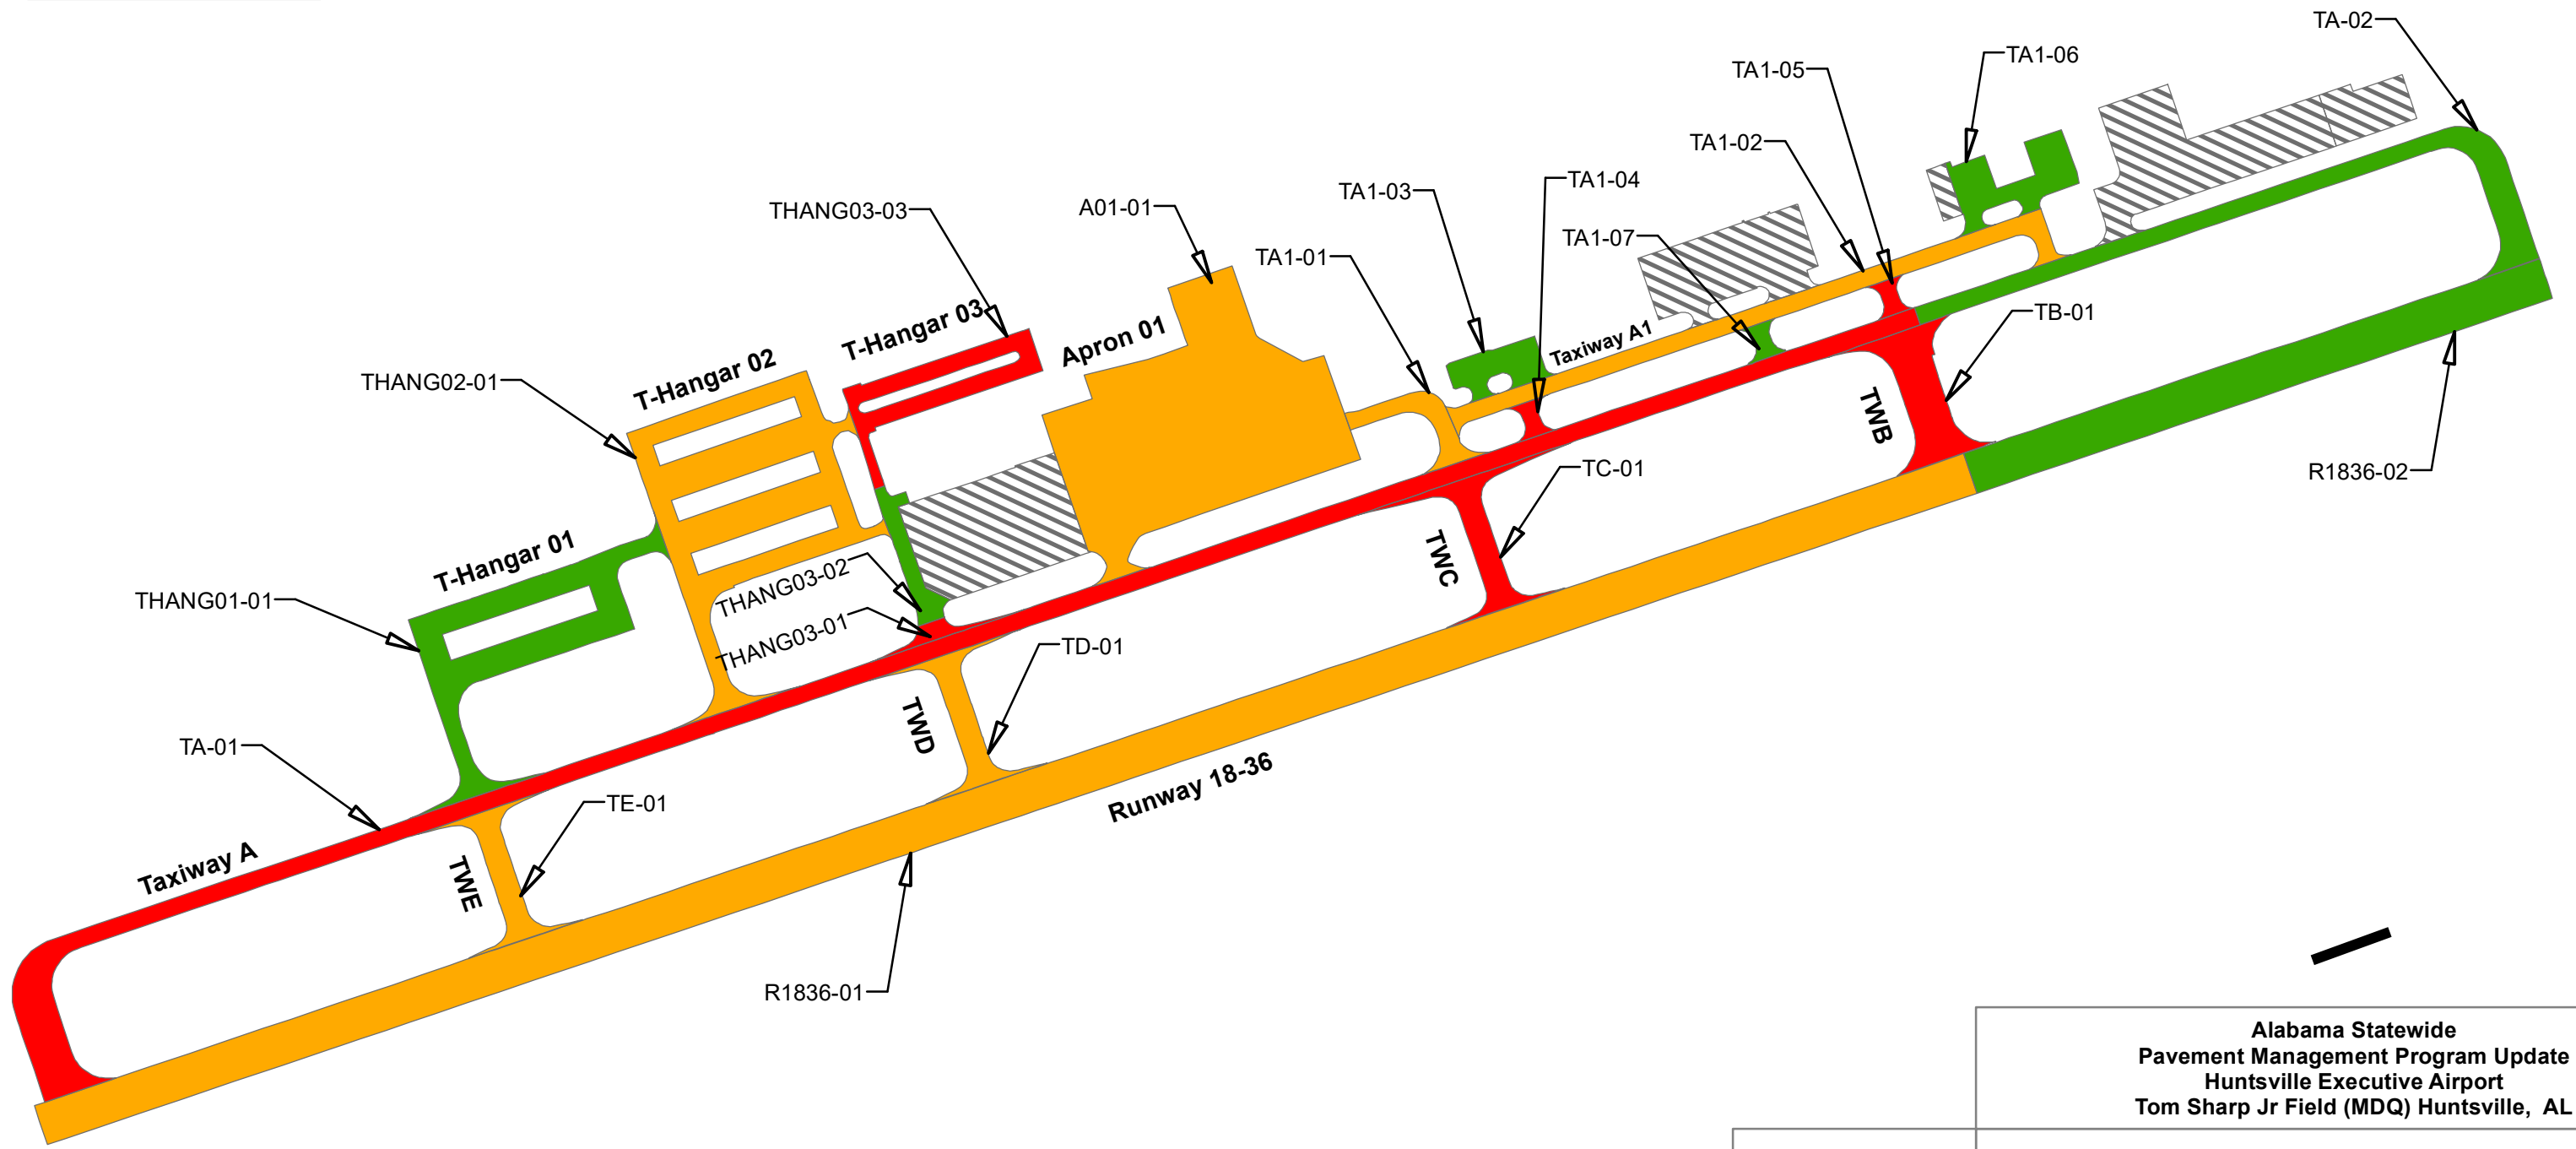 TA-02
TA1-06
TA1-05
TA1-02
TA1-04
TA1-03
THANG03-03
A01-01
TA1-07
TA1-01
TB-01
T-Hangar 03
Apron 01
Taxiway A1
T-Hangar 02
THANG02-01
TWB
TC-01
R1836-02
T-Hangar 01
TWC
THANG03-02
THANG01-01
THANG03-01
TD-01
TWD
TA-01
Runway 18-36
TE-01
Taxiway A
TWE
R1836-01
Alabama Statewide
Pavement Management Program Update
Huntsville Executive Airport
Tom Sharp Jr Field (MDQ) Huntsville, AL